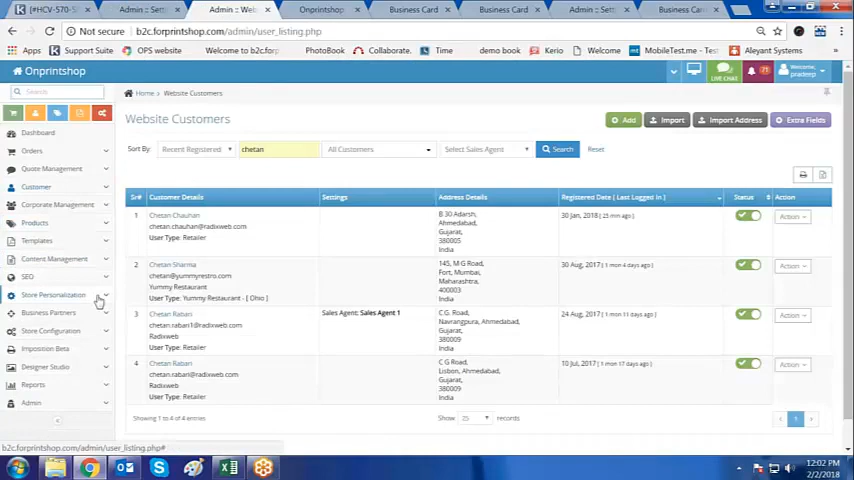 [#HCV-570-5
Admin :: Setti
Admin :: Web
Onprintshop
Business Card
Business Card
Admin :: Setti
Business Card
Not secure b2c.forprintshop.com/admin/user_listing.php
Apps Support Suite OPS website Welcome to b2c.forp PhotoBook Collaborate. Time demo book Kerio Welcome MobileTest.me - Test Aleyant Systems
Onprintshop
LIVE CHAT
71
Welcome,
pradeep
Search
Home » Website Customers
Website Customers
Add Import Import Address Extra Fields
Sort By: Recent Registered chetan All Customers Select Sales Agent Search Reset
Dashboard
Orders
Quote Management
Customer
Corporate Management
Products
Templates
Content Management
SEO
Store Personalization
Business Partners
Store Configuration
Imposition Beta
Designer Studio
Reports
Admin
Sr# Customer Details Settings Address Details Registered Date ( Last Logged In ) Status Action
1 Chetan Chauhan
chetan.chauhan@radixweb.com
User Type: Retailer
B 30 Adarsh,
Ahmedabad,
Gujarat,
380005
India
30 Jan, 2018 ( 25 min ago )
Action
2 Chetan Sharma
chetan@yummyrestro.com
Yummy Restaurant
User Type: Yummy Restaurant - [ Ohio ]
145, M G Road,
Fort, Mumbai,
Maharashtra,
400003
India
30 Aug, 2017 ( 1 mon 4 days ago )
Action
3 Chetan Rabari
chetan.rabari1@radixweb.com
Radixweb
User Type: Retailer
Sales Agent: Sales Agent 1
C.G. Road,
Navrangpura, Ahmedabad,
Gujarat,
380009
India
24 Aug, 2017 ( 1 mon 11 days ago )
Action
4 Chetan Rabari
chetan.rabari@radixweb.com
Radixweb
User Type: Retailer
C G Road,
Lisbon, Ahmedabad,
Gujarat,
380009
India
10 Jul, 2017 ( 1 mon 17 days ago )
Action
Showing 1 to 4 of 4 entries
Show 25 records
1
b2c.forprintshop.com/admin/user_listing.php#
12:02 PM
2/2/2018